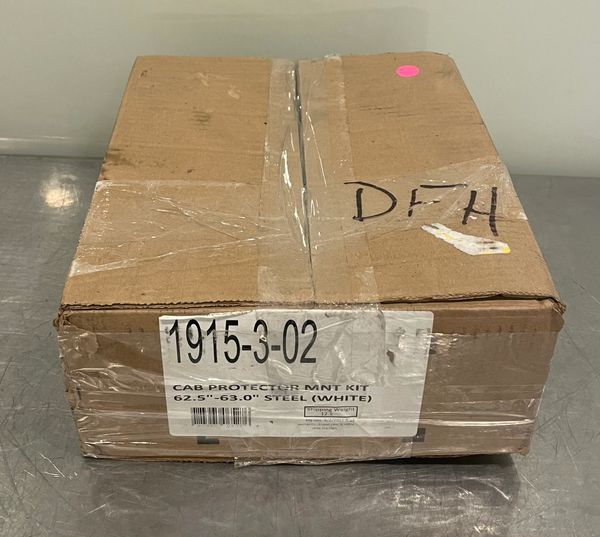 DFH
1915-3-02
CAB PROTECTOR MNT KIT
62.5"-63.0" STEEL (WHITE)
Shipping Weight